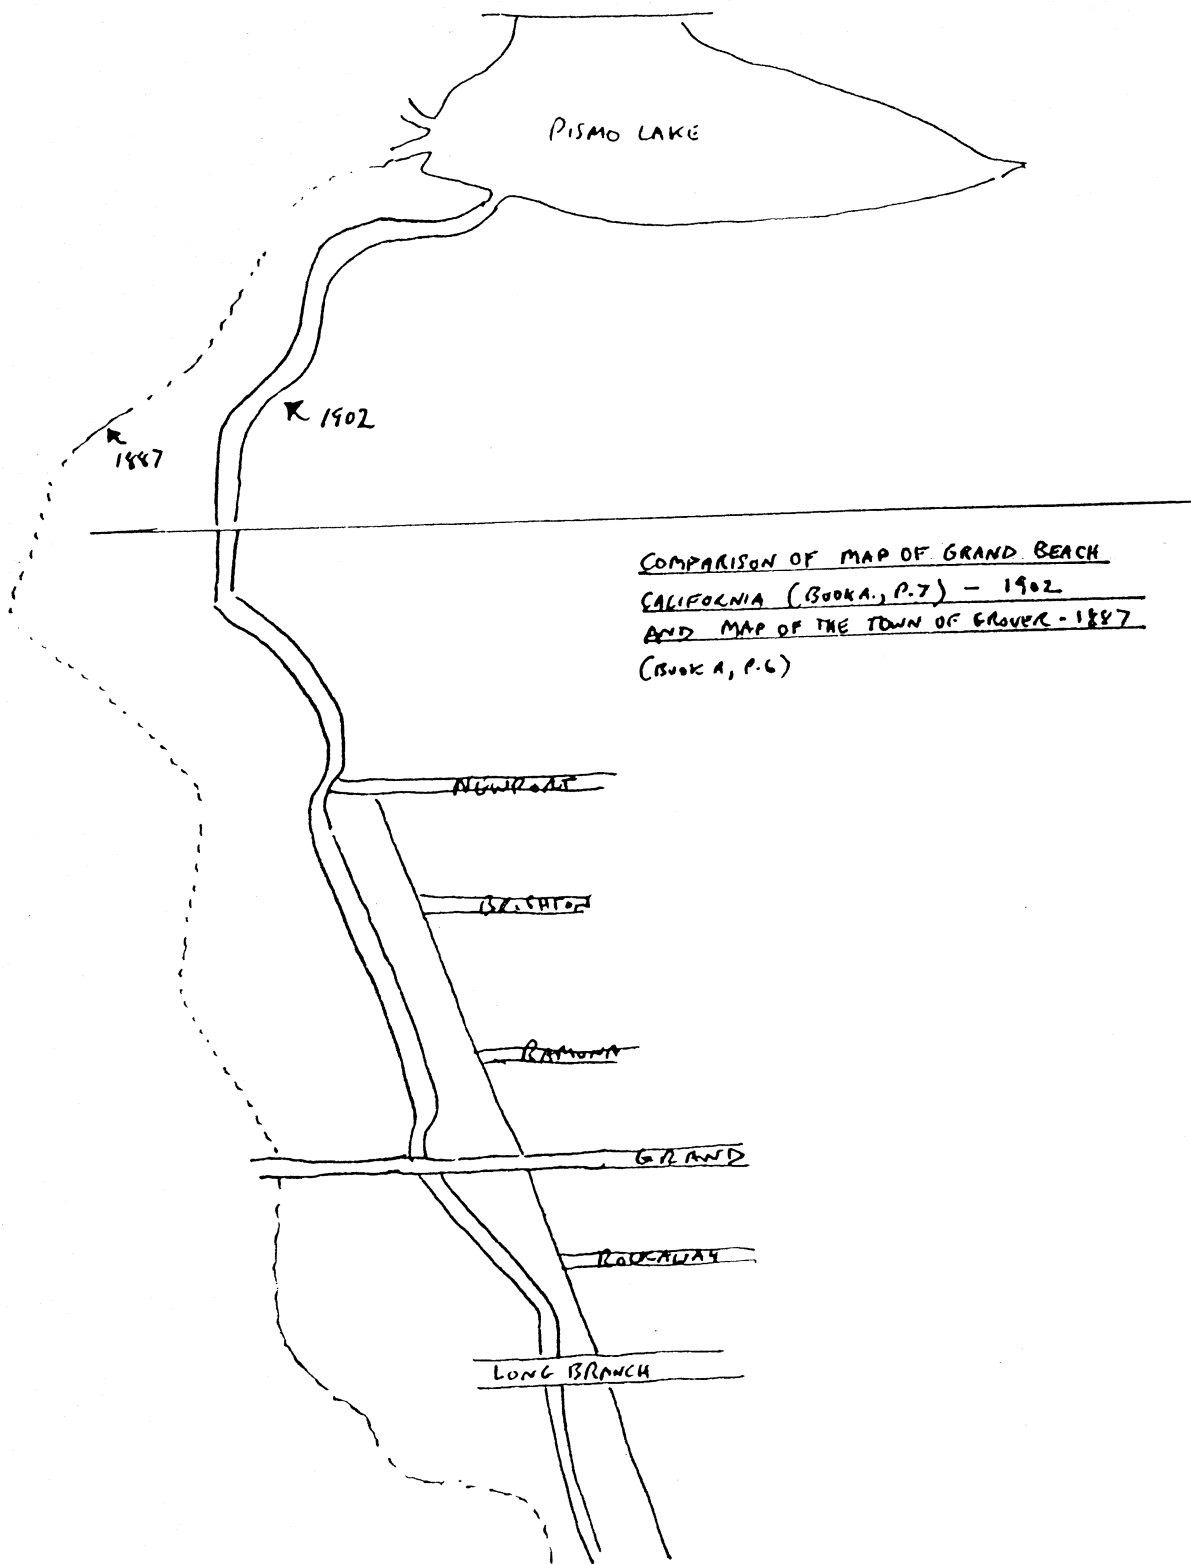 PISMO LAKE
1902
1887
COMPARISON OF MAP OF GRAND BEACH
CALIFORNIA (BOOK A., P.7) - 1902
AND MAP OF THE TOWN OF GROVER - 1887
(BOOK A, P.6)
NEWPORT
BRIGHTON
RAMONA
GRAND
ROCKAWAY
LONG BRANCH